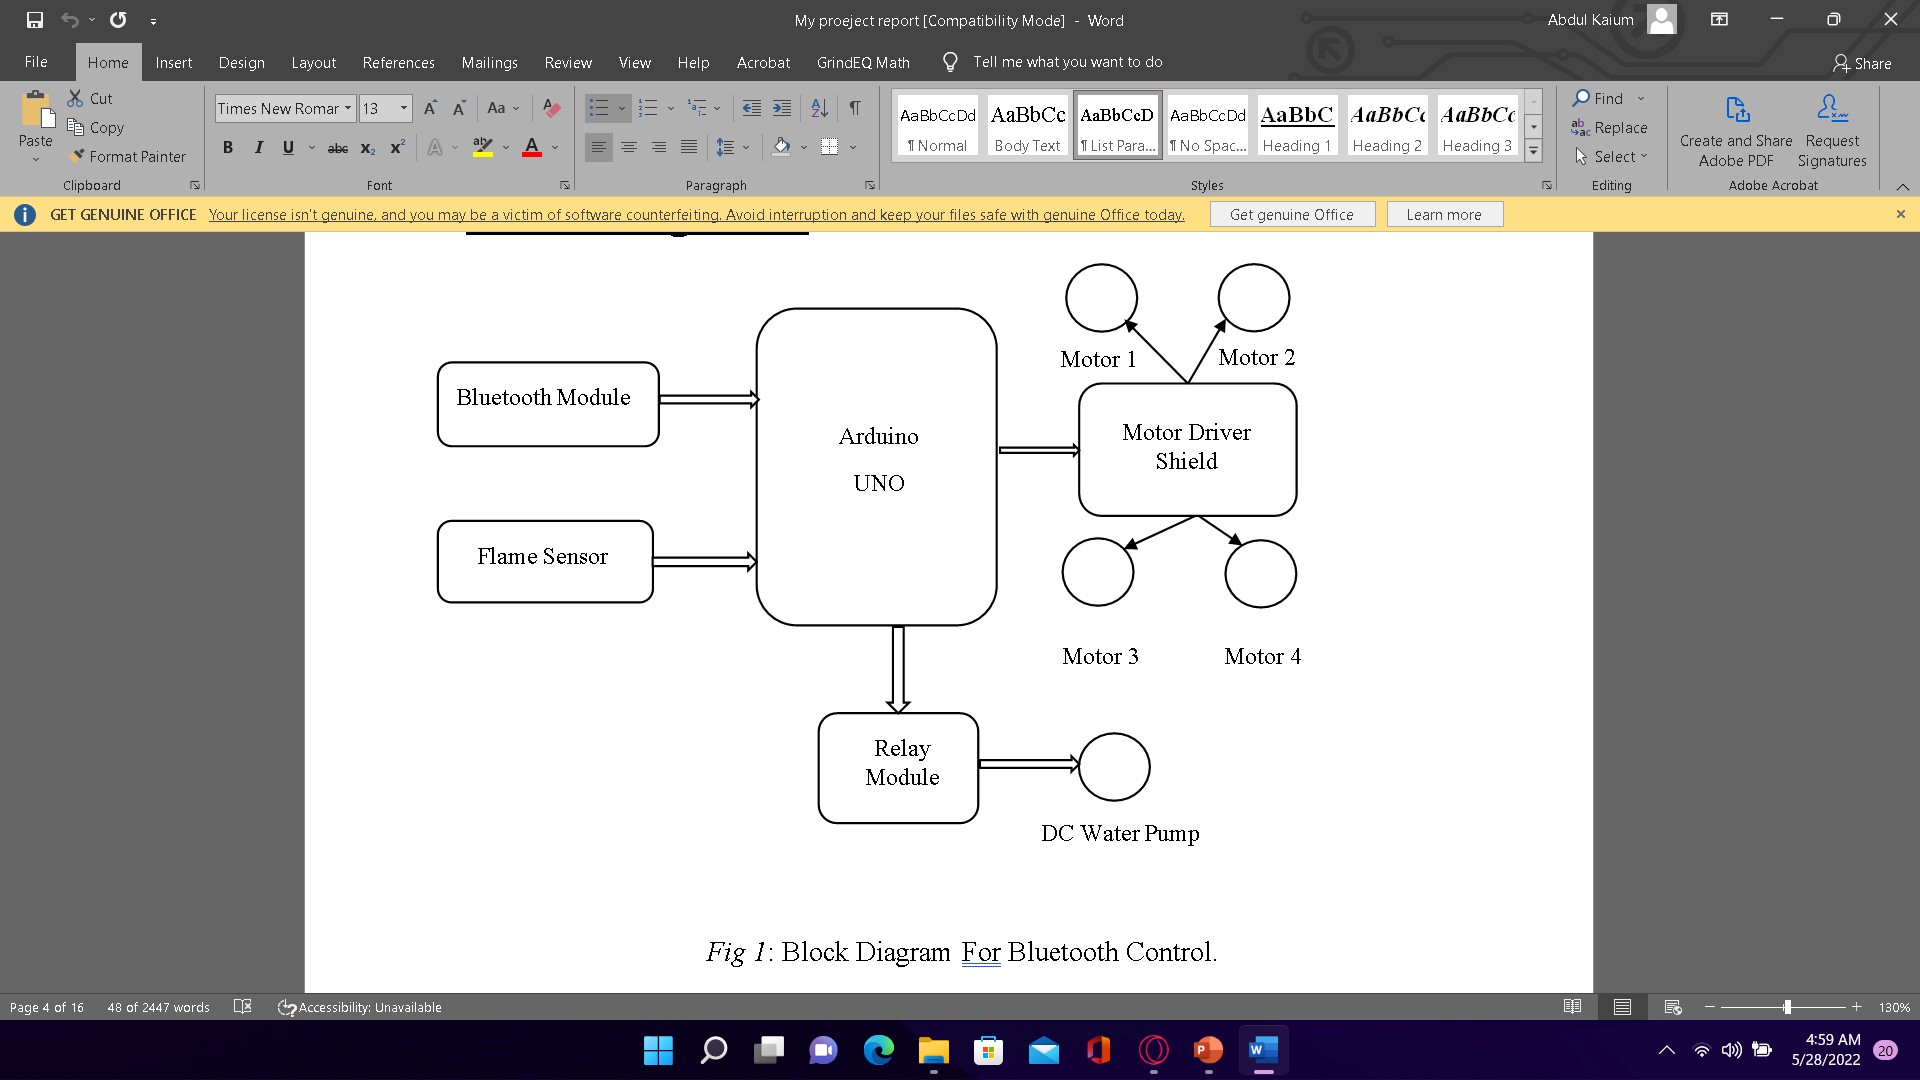 My proeject report [Compatibility Mode] - Word
Abdul Kaium
File Home Insert Design Layout References Mailings Review View Help Acrobat GrindEQ Math Tell me what you want to do
Share
Paste
Cut
Copy
Format Painter
Clipboard
Times New Romar 13
Font
Paragraph
AaBbCcDd AaBbCc AaBbCcD AaBbCcDd AaBbC AaBbCc AaBbCc
¶ Normal Body Text ¶ List Para... ¶ No Spac... Heading 1 Heading 2 Heading 3
Styles
Find
Replace
Select
Editing
Create and Share
Adobe PDF
Request
Signatures
Adobe Acrobat
GET GENUINE OFFICE Your license isn't genuine, and you may be a victim of software counterfeiting. Avoid interruption and keep your files safe with genuine Office today. Get genuine Office Learn more
Motor 1
Motor 2
Bluetooth Module
Arduino
UNO
Motor Driver
Shield
Flame Sensor
Motor 3
Motor 4
Relay
Module
DC Water Pump
Fig 1: Block Diagram For Bluetooth Control.
Page 4 of 16 48 of 2447 words Accessibility: Unavailable 130%
4:59 AM
5/28/2022
20